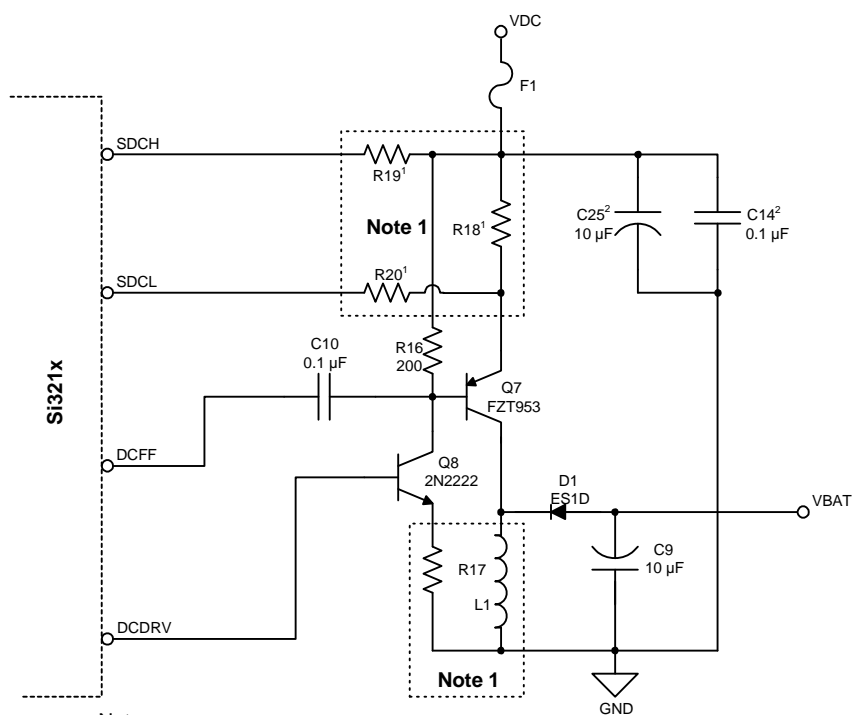 VDC
F1
SDCH
R19¹
Note 1
R18¹
C25²
10 µF
C14²
0.1 µF
SDCL
R20¹
Si321x
C10
0.1 µF
R16
200
Q7
FZT953
DCFF
Q8
2N2222
D1
ES1D
VBAT
C9
10 µF
R17
L1
DCDRV
Note 1
GND